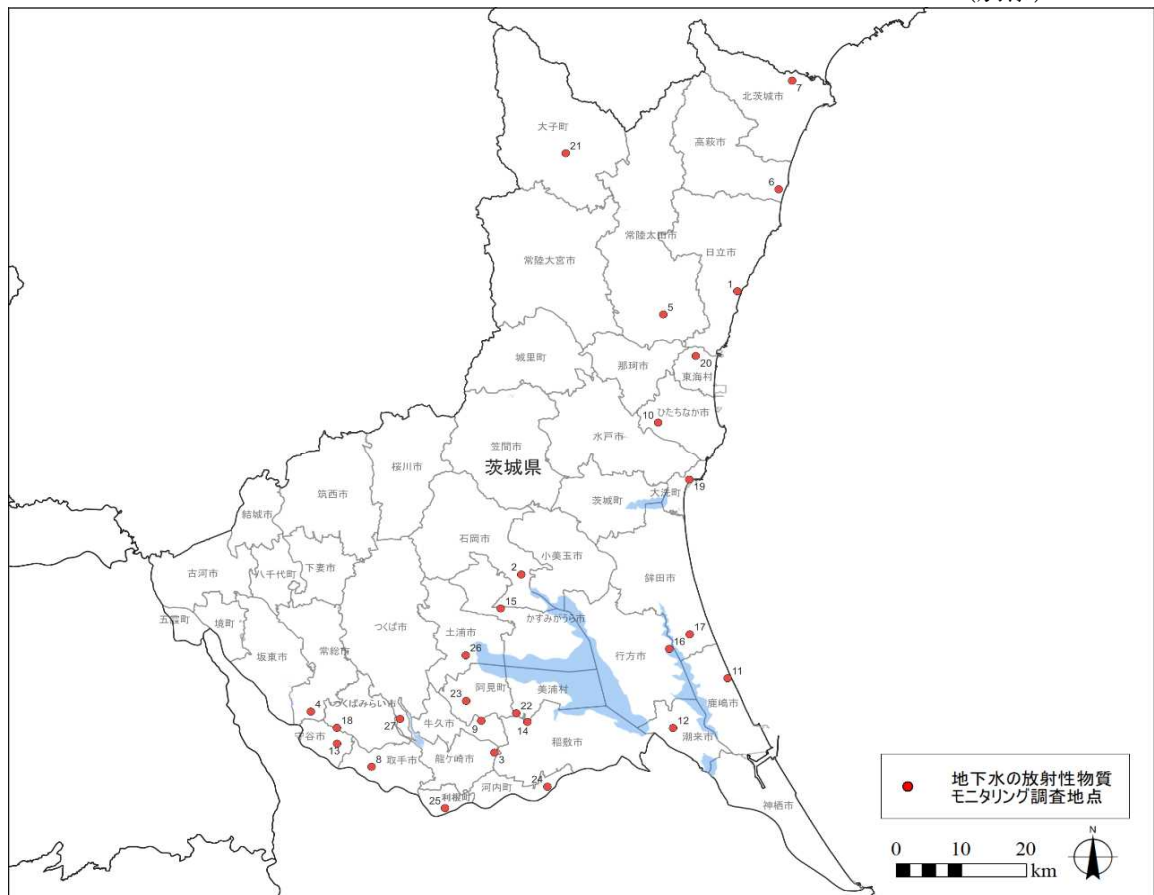 北茨城市
7
大子町
21
高萩市
6
常陸太田市
日立市
常陸大宮市
1
5
城里町
那珂市
20
東海村
ひたちなか市
10
水戸市
笠間市
茨城県
桜川市
19
大洗町
茨城町
筑西市
結城市
石岡市
小美玉市
2
鉾田市
古河市
八千代町
下妻市
15
かすみがうら市
五霞町
境町
つくば市
土浦市
17
16
行方市
26
坂東市
常総市
11
阿見町
23
美浦村
鹿嶋市
4
つくばみらい市
27
牛久市
9
22
14
12
潮来市
18
守谷市
13
稲敷市
8
取手市
龍ケ崎市
3
河内町
24
25
利根町
神栖市
地下水の放射性物質
モニタリング調査地点
N
0 10 20
km